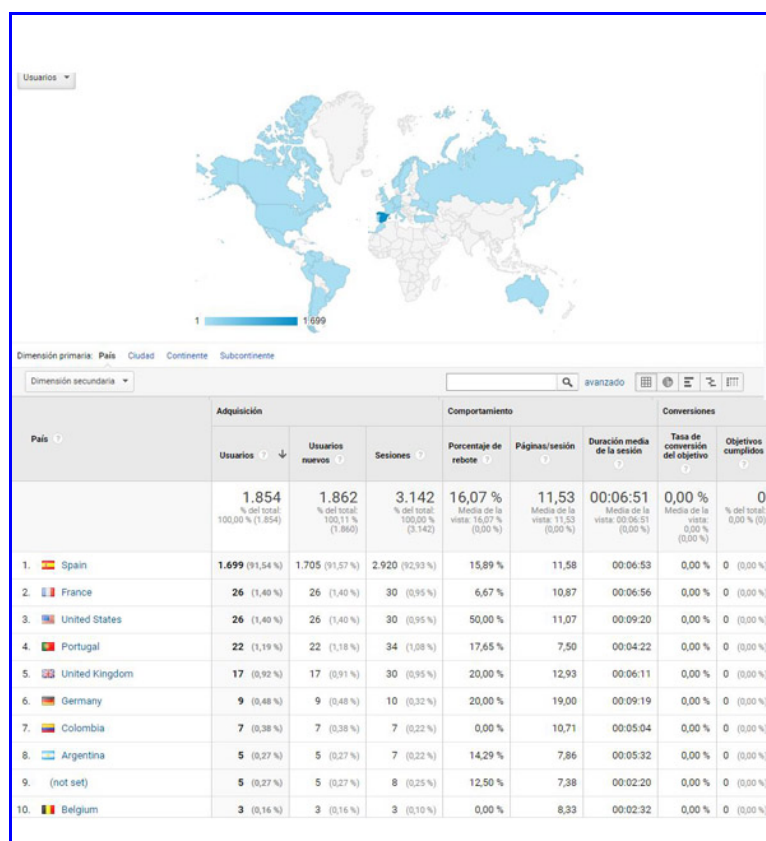 Usuarios
1 1.699
Dimensión primaria: País Ciudad Continente Subcontinente
Dimensión secundaria avanzado
País Adquisición Comportamiento Conversiones
Usuarios Usuarios nuevos Sesiones Porcentaje de rebote Páginas/sesión Duración media de la sesión Tasa de conversión del objetivo Objetivos cumplidos
1.854 1.862 3.142 16,07 % 11,53 00:06:51 0,00 % 0
% del total: 100,00 % (1.854) % del total: 100,11 % (1.860) % del total: 100,00 % (3.142) Media de la vista: 16,07 % (0,00 %) Media de la vista: 11,53 (0,00 %) Media de la vista: 00:06:51 (0,00 %) Media de la vista: 0,00 % (0,00 %) % del total: 0,00 % (0)
1. Spain 1.699 (91,54 %) 1.705 (91,57 %) 2.920 (92,93 %) 15,89 % 11,58 00:06:53 0,00 % 0 (0,00 %)
2. France 26 (1,40 %) 26 (1,40 %) 30 (0,95 %) 6,67 % 10,87 00:06:56 0,00 % 0 (0,00 %)
3. United States 26 (1,40 %) 26 (1,40 %) 30 (0,95 %) 50,00 % 11,07 00:09:20 0,00 % 0 (0,00 %)
4. Portugal 22 (1,19 %) 22 (1,18 %) 34 (1,08 %) 17,65 % 7,50 00:04:22 0,00 % 0 (0,00 %)
5. United Kingdom 17 (0,92 %) 17 (0,91 %) 30 (0,95 %) 20,00 % 12,93 00:06:11 0,00 % 0 (0,00 %)
6. Germany 9 (0,48 %) 9 (0,48 %) 10 (0,32 %) 20,00 % 19,00 00:09:19 0,00 % 0 (0,00 %)
7. Colombia 7 (0,38 %) 7 (0,38 %) 7 (0,22 %) 0,00 % 10,71 00:05:04 0,00 % 0 (0,00 %)
8. Argentina 5 (0,27 %) 5 (0,27 %) 7 (0,22 %) 14,29 % 7,86 00:05:32 0,00 % 0 (0,00 %)
9. (not set) 5 (0,27 %) 5 (0,27 %) 8 (0,25 %) 12,50 % 7,38 00:02:20 0,00 % 0 (0,00 %)
10. Belgium 3 (0,16 %) 3 (0,16 %) 3 (0,10 %) 0,00 % 8,33 00:02:32 0,00 % 0 (0,00 %)